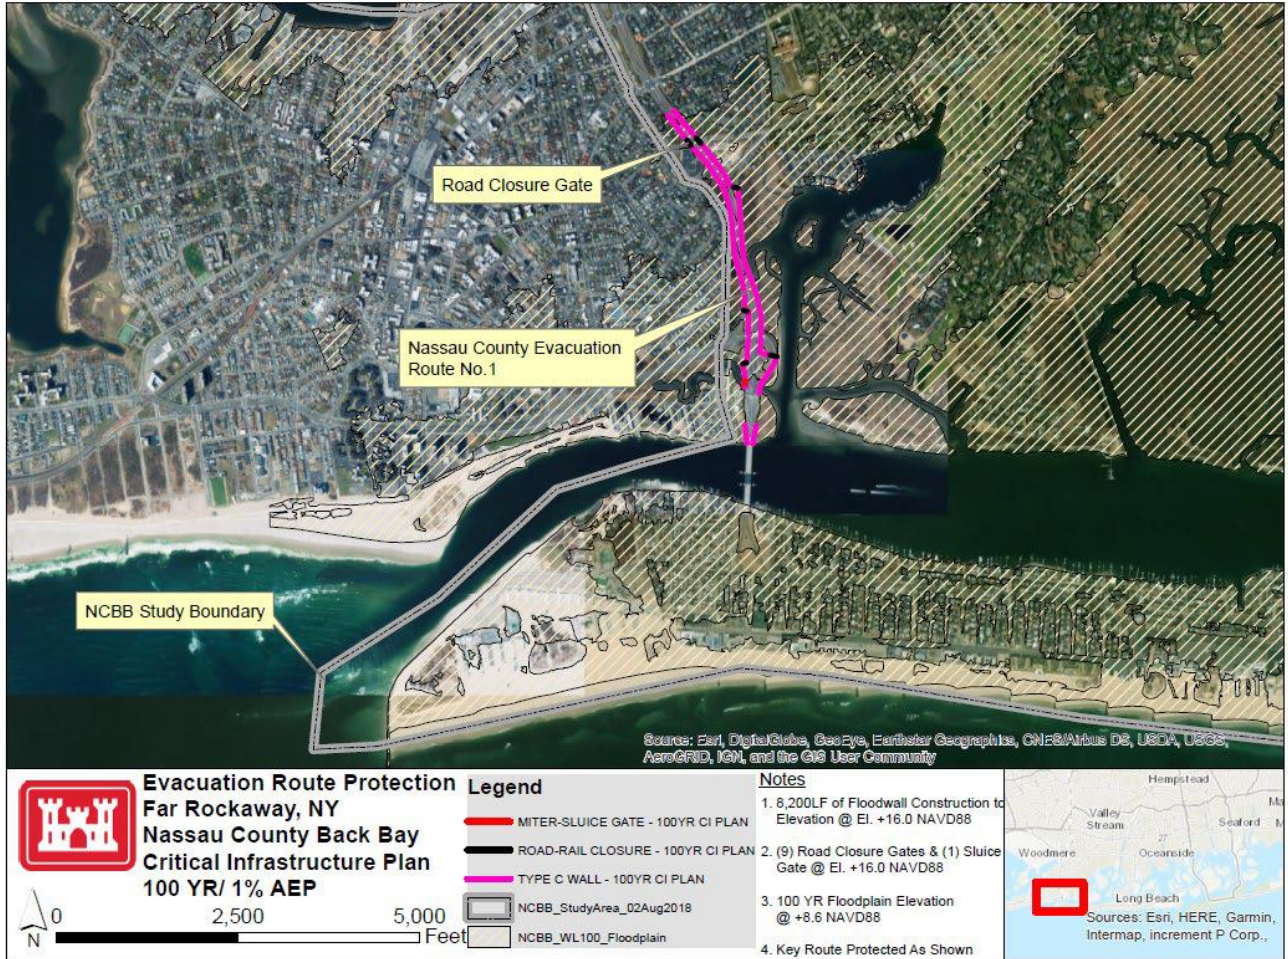 Road Closure Gate
Nassau County Evacuation
Route No.1
NCBB Study Boundary
Source: Esri, DigitalGlobe, GeoEye, Earthstar Geographics, CNES/Airbus DS, USDA, USGS,
AeroGRID, IGN, and the GIS User Community
Evacuation Route Protection
Far Rockaway, NY
Nassau County Back Bay
Critical Infrastructure Plan
100 YR/ 1% AEP
N
0 2,500 5,000
Feet
Legend
MITER-SLUICE GATE - 100YR CI PLAN
ROAD-RAIL CLOSURE - 100YR CI PLAN
TYPE C WALL - 100YR CI PLAN
NCBB_StudyArea_02Aug2018
NCBB_WL100_Floodplain
Notes
1. 8,200LF of Floodwall Construction to
Elevation @ El. +16.0 NAVD88
2. (9) Road Closure Gates & (1) Sluice
Gate @ El. +16.0 NAVD88
3. 100 YR Floodplain Elevation
@ +8.6 NAVD88
4. Key Route Protected As Shown
Hempstead
Ma
Valley
Stream
Seaford
M
27
Woodmere
Oceanside
Long Beach
Sources: Esri, HERE, Garmin,
Intermap, increment P Corp.,